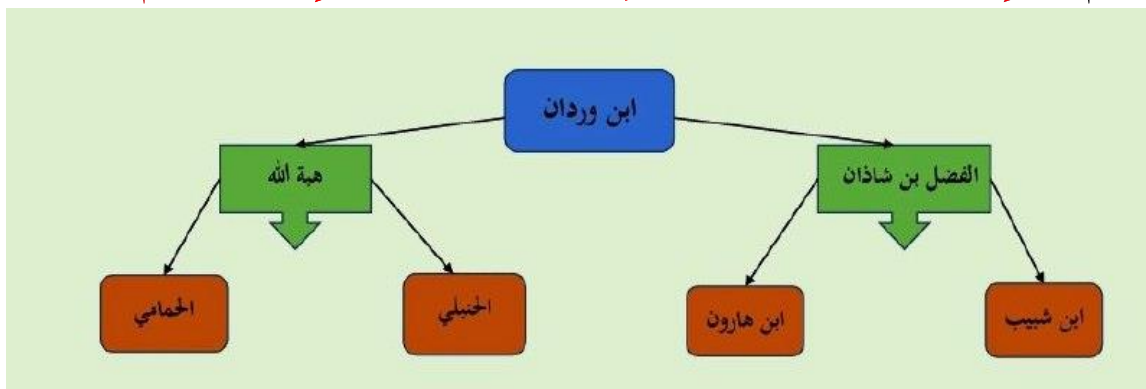 ابن وردان
الفضل بن شاذان
هبة الله
ابن شبيب
ابن هارون
الحنبلي
الحمامي